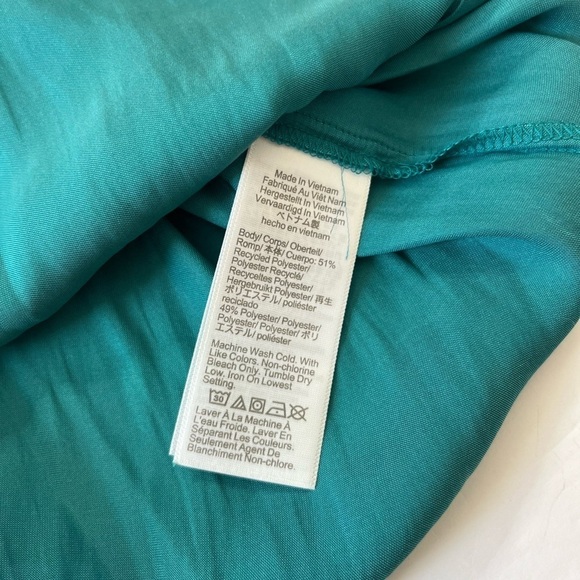 Made In Vietnam
Fabriqué Au Việt Nam
Hergestellt In Vietnam
Vervaardigd In Vietnam
ベトナム製
hecho en vietnam
Body/ Corps/ Oberteil/
Romp/ 本体/ Cuerpo: 51%
Recycled Polyester/
Polyester Recyclé/
Recyceltes Polyester/
Hergebruikt Polyester/ 再生
ポリエステル/ poliéster
reciclado
49% Polyester/ Polyester/
Polyester/ Polyester/ ポリ
エステル/ poliéster
Machine Wash Cold. With
Like Colors. Non-chlorine
Bleach Only. Tumble Dry
Low. Iron On Lowest
Setting.
30
Laver À La Machine À
L'eau Froide. Laver En
Séparant Les Couleurs.
Seulement Agent De
Blanchiment Non-chlore.